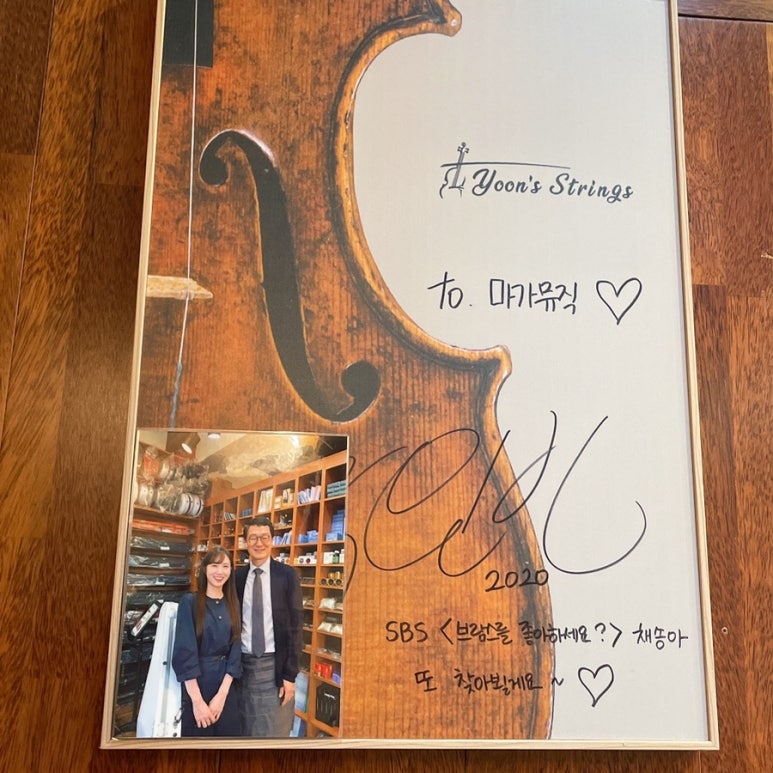 Yoon's Strings
to. 마가뮤직 ♡
2020
SBS <브람스를 좋아하세요?> 채송아
또 찾아뵐게요~ ♡